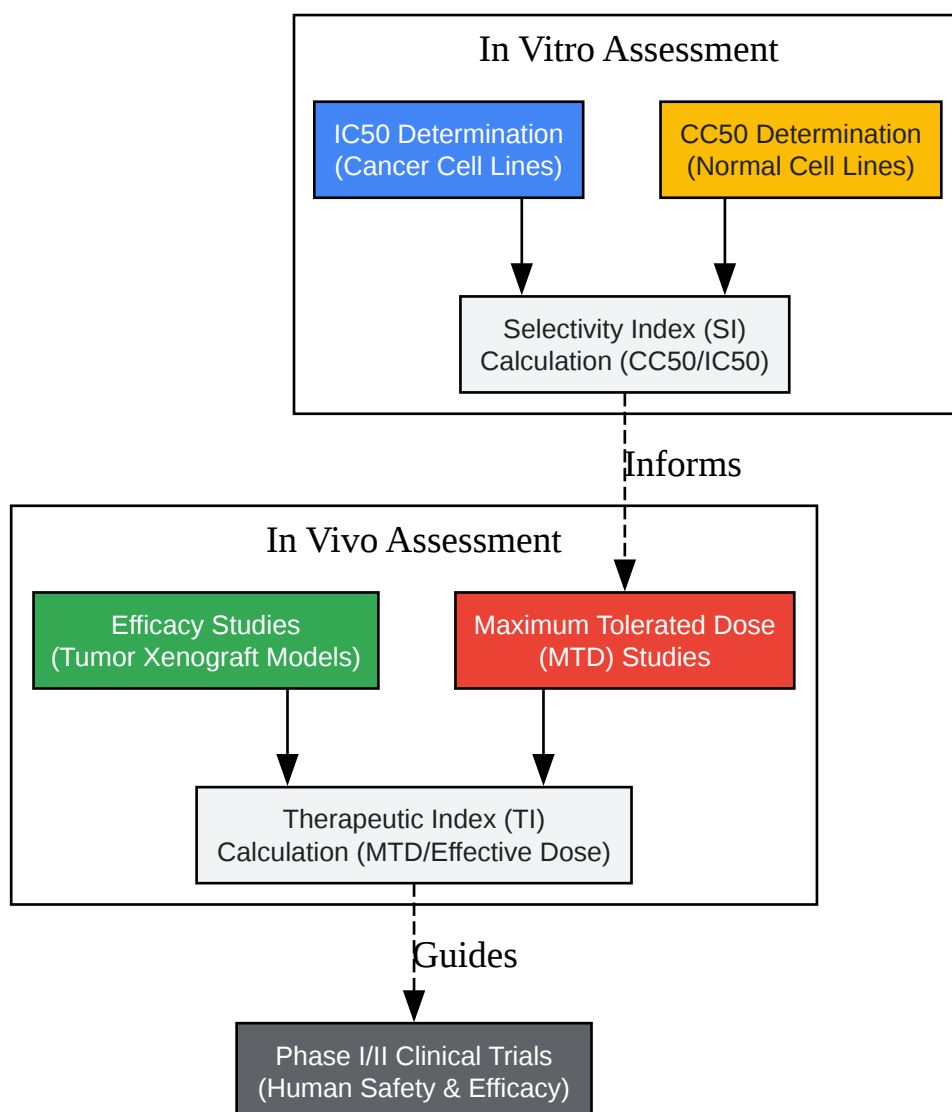 In Vitro Assessment
IC50 Determination
(Cancer Cell Lines)
CC50 Determination
(Normal Cell Lines)
Selectivity Index (SI)
Calculation (CC50/IC50)
Informs
In Vivo Assessment
Efficacy Studies
(Tumor Xenograft Models)
Maximum Tolerated Dose
(MTD) Studies
Therapeutic Index (TI)
Calculation (MTD/Effective Dose)
Guides
Phase I/II Clinical Trials
(Human Safety & Efficacy)